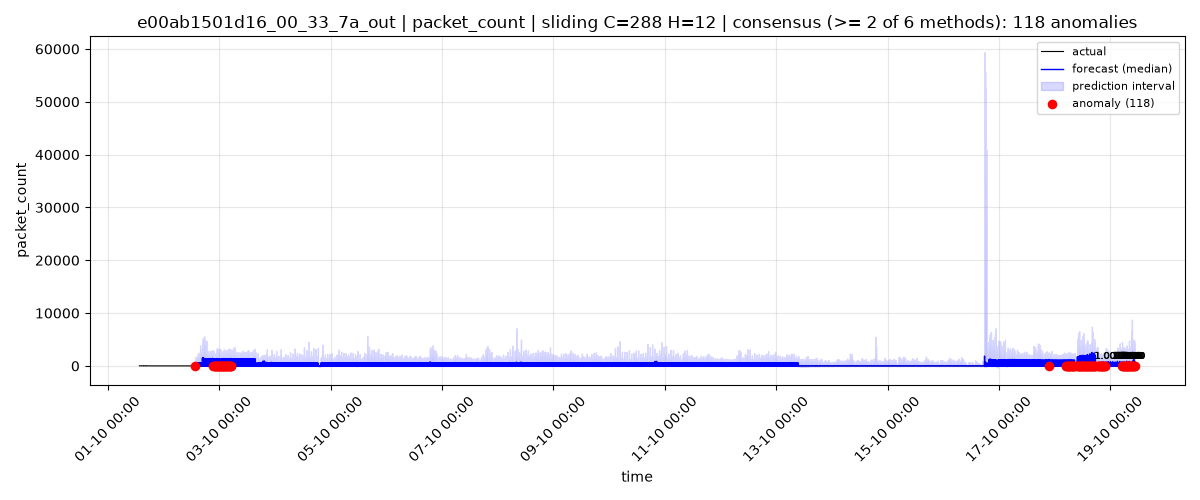 e00ab1501d16_00_33_7a_out | packet_count | sliding C=288 H=12 | consensus (>= 2 of 6 methods): 118 anomalies
actual
forecast (median)
prediction interval
anomaly (118)
packet_count
60000
50000
40000
30000
20000
10000
0
01-10 00:00
03-10 00:00
05-10 00:00
07-10 00:00
09-10 00:00
11-10 00:00
13-10 00:00
15-10 00:00
17-10 00:00
19-10 00:00
time